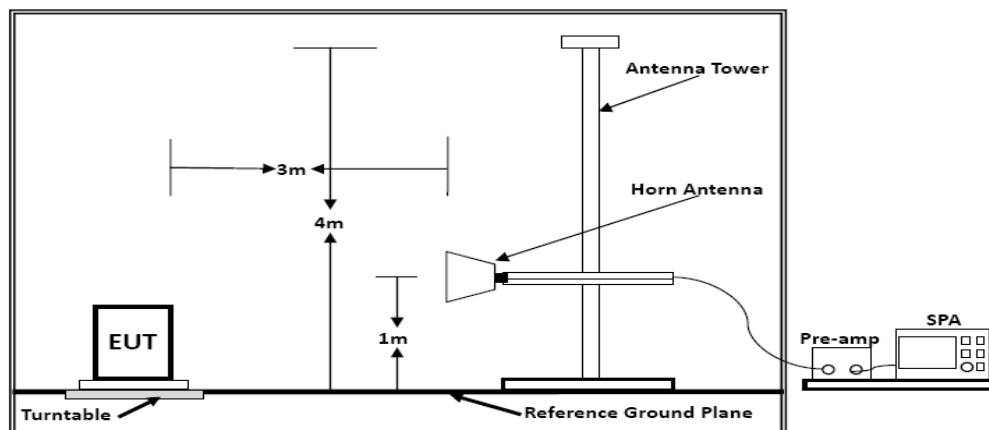 Antenna Tower
3m
Horn Antenna
4m
1m
EUT
SPA
Pre-amp
Turntable
Reference Ground Plane